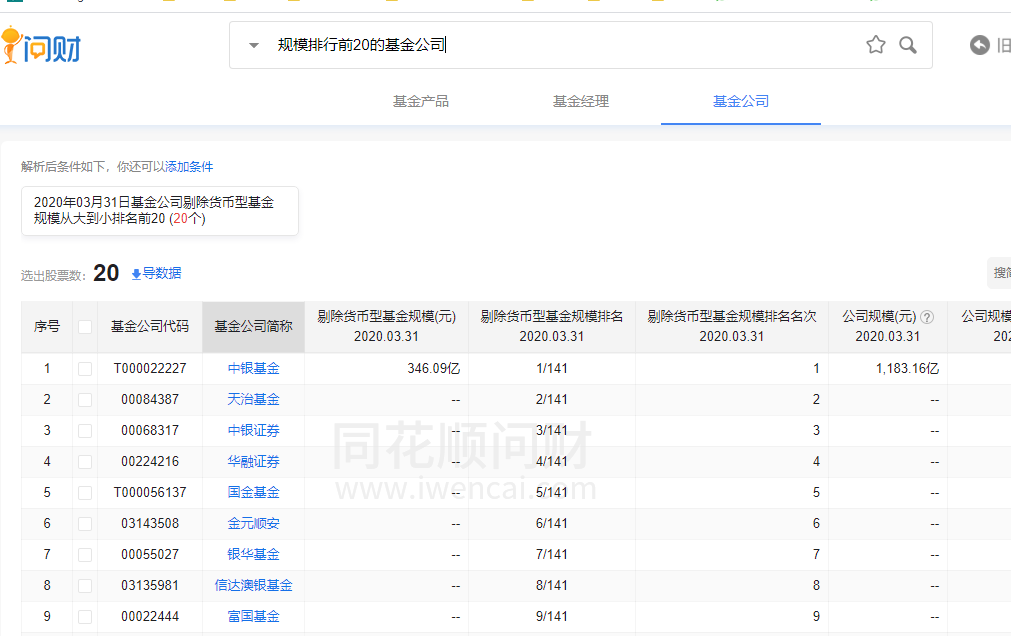 问财
规模排行前20的基金公司
旧
基金产品 基金经理 基金公司
解析后条件如下，你还可以添加条件
2020年03月31日基金公司剔除货币型基金
规模从大到小排名前20 (20个)
选出股票数: 20 导数据
搜
序号 基金公司代码 基金公司简称 剔除货币型基金规模(元) 2020.03.31 剔除货币型基金规模排名 2020.03.31 剔除货币型基金规模排名名次 2020.03.31 公司规模(元) ? 2020.03.31 公司规模
1 T000022227 中银基金 346.09亿 1/141 1 1,183.16亿
2 00084387 天治基金 -- 2/141 2 --
3 00068317 中银证券 -- 3/141 3 --
4 00224216 华融证券 -- 4/141 4 --
5 T000056137 国金基金 -- 5/141 5 --
6 03143508 金元顺安 -- 6/141 6 --
7 00055027 银华基金 -- 7/141 7 --
8 03135981 信达澳银基金 -- 8/141 8 --
9 00022444 富国基金 -- 9/141 9 --
同花顺问财
www.iwencai.com